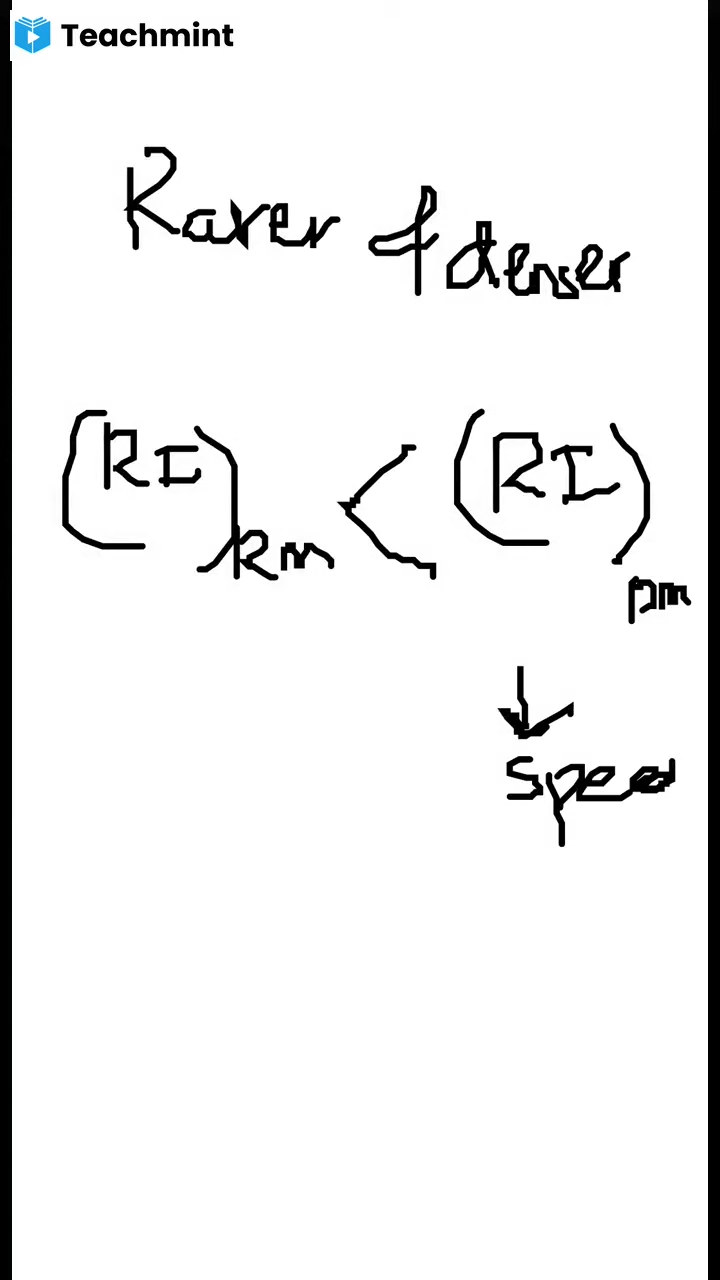 Teachmint
Rarer & denser
(RI)Rm < (RI)Dm
↓
Speed